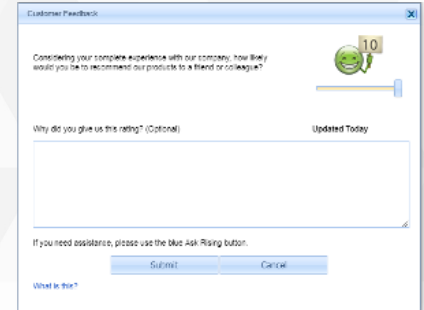 Customer Feedback
10
Considering your complete experience with our company, how likely
would you be to recommend our products to a friend or colleague?
Why did you give us this rating? (Optional)
Updated Today
If you need assistance, please use the blue Ask Rising button.
Submit
Cancel
What is this?